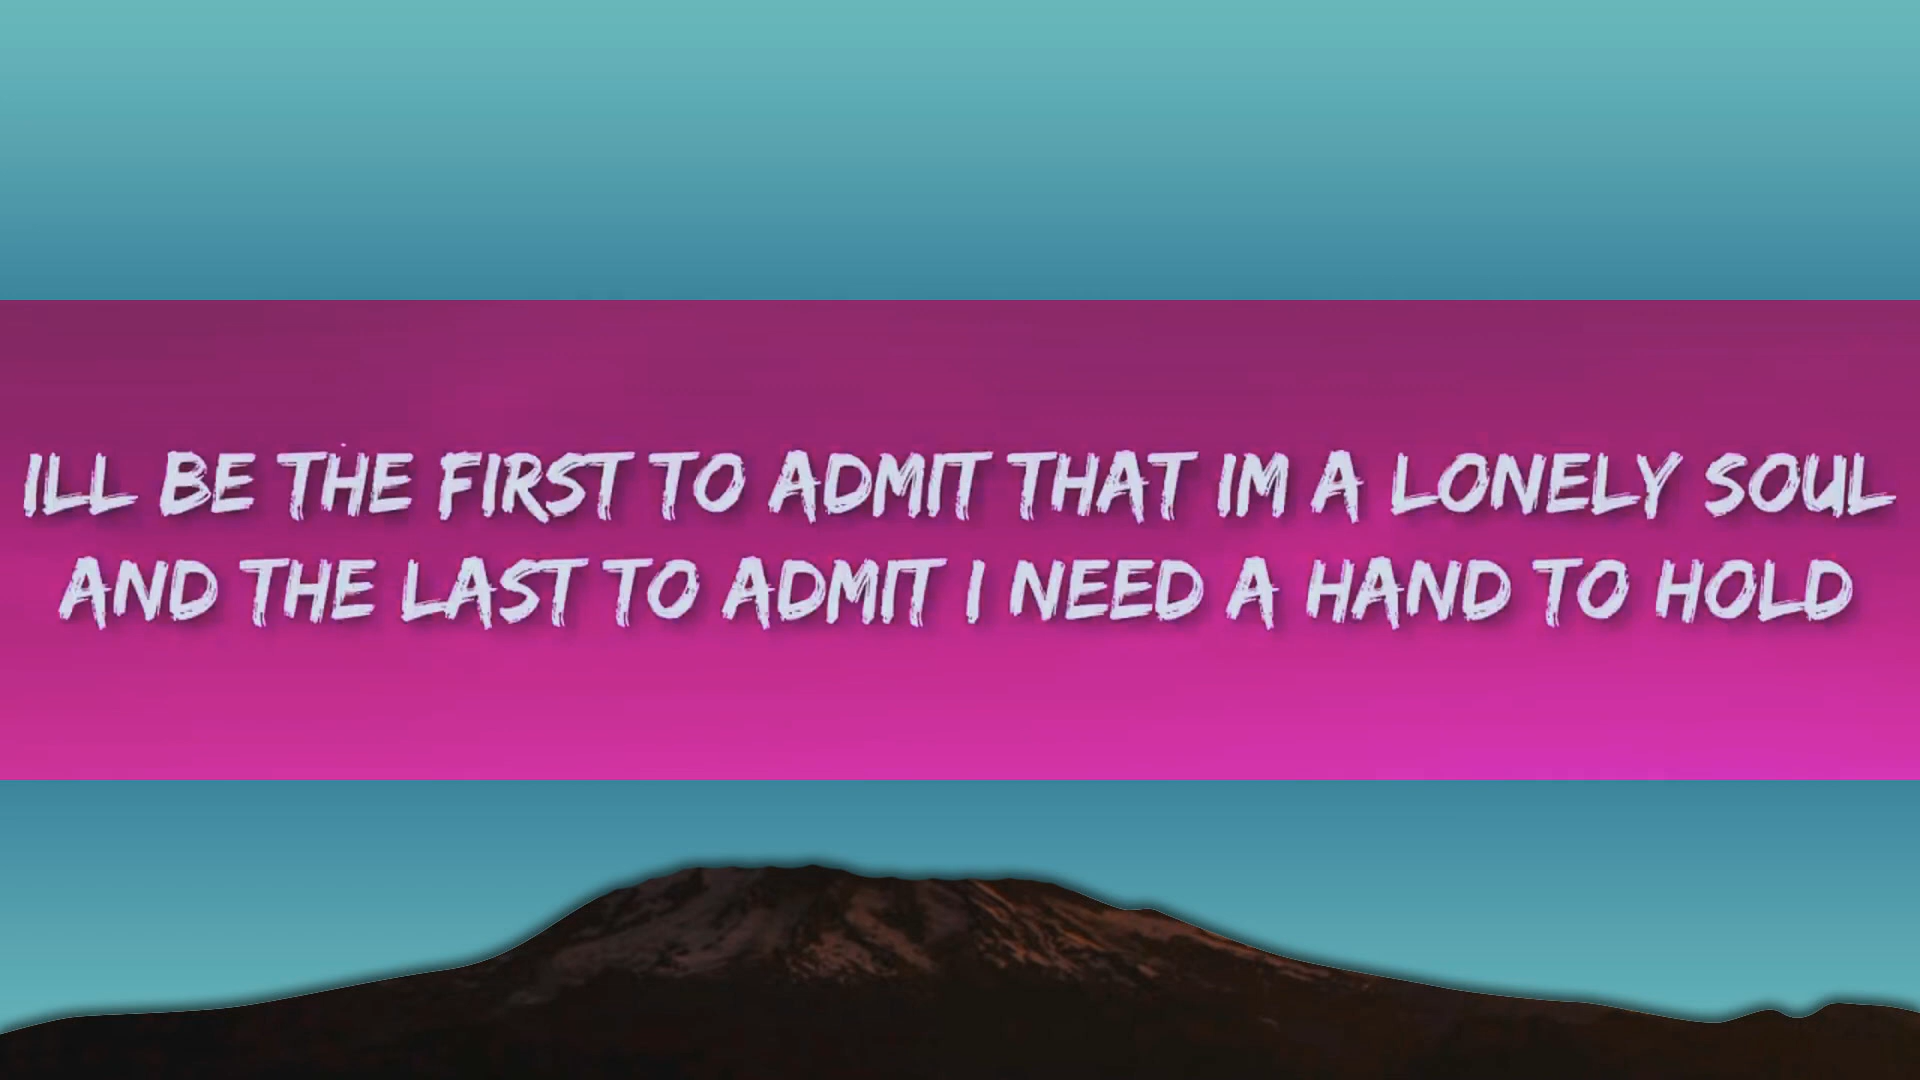 ILL BE THE FIRST TO ADMIT THAT IM A LONELY SOUL
AND THE LAST TO ADMIT I NEED A HAND TO HOLD